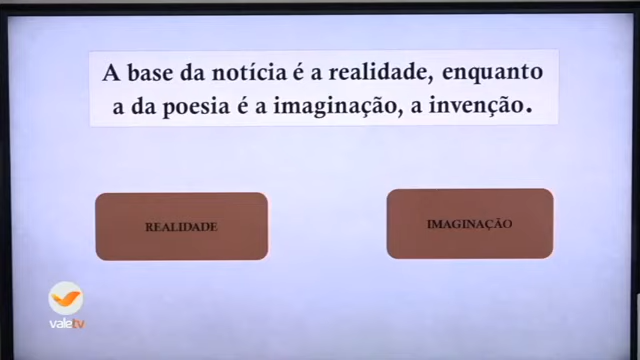 A base da notícia é a realidade, enquanto
a da poesia é a imaginação, a invenção.
REALIDADE
IMAGINAÇÃO
valetv